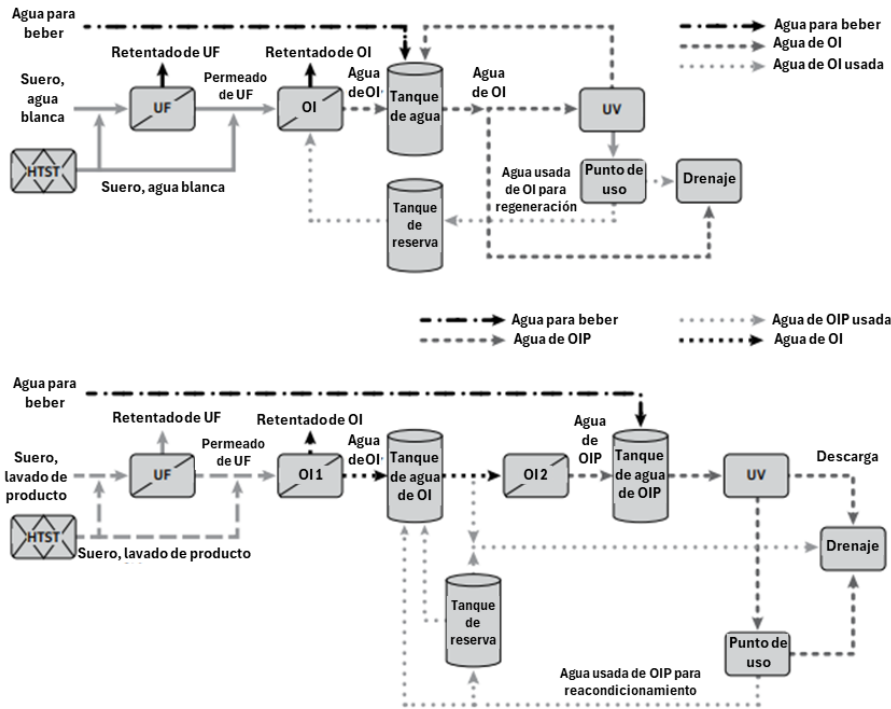 Agua para
beber
Agua para beber
Agua de OI
Agua de OI usada
Retentado de UF
Retentado de OI
Suero,
agua
blanca
UF
Permeado
de UF
OI
Agua
de OI
Tanque
de agua
Agua
de OI
UV
HTST
Suero, agua blanca
Agua usada
de OI para
regeneración
Punto de
uso
Drenaje
Tanque
de
reserva
Agua para beber
Agua de OIP
Agua de OIP usada
Agua de OI
Agua para
beber
Retentado de UF
Retentado de OI
Suero,
lavado de
producto
UF
Permeado
de UF
OI1
Agua
de OI
Tanque
de agua
de OI
OI2
Agua
de
OIP
Tanque
de agua
de OIP
UV
Descarga
HTST
Suero, lavado de producto
Drenaje
Tanque
de
reserva
Punto de
uso
Agua usada de OIP para
reacondicionamiento